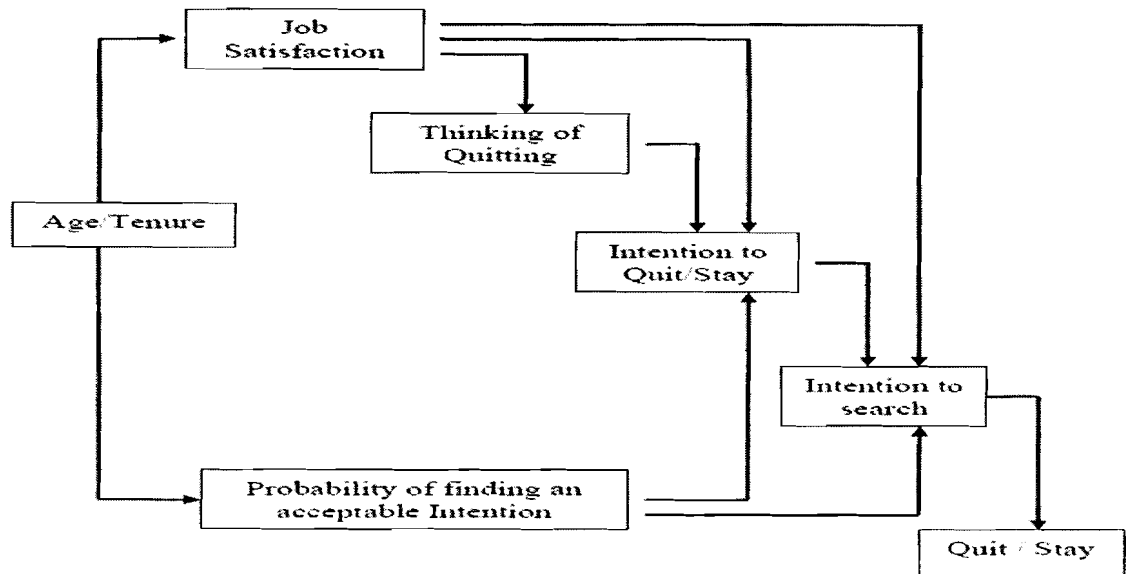 Job
Satisfaction
Thinking of
Quitting
Age/Tenure
Intention to
Quit/Stay
Intention to
search
Probability of finding an
acceptable Intention
Quit / Stay